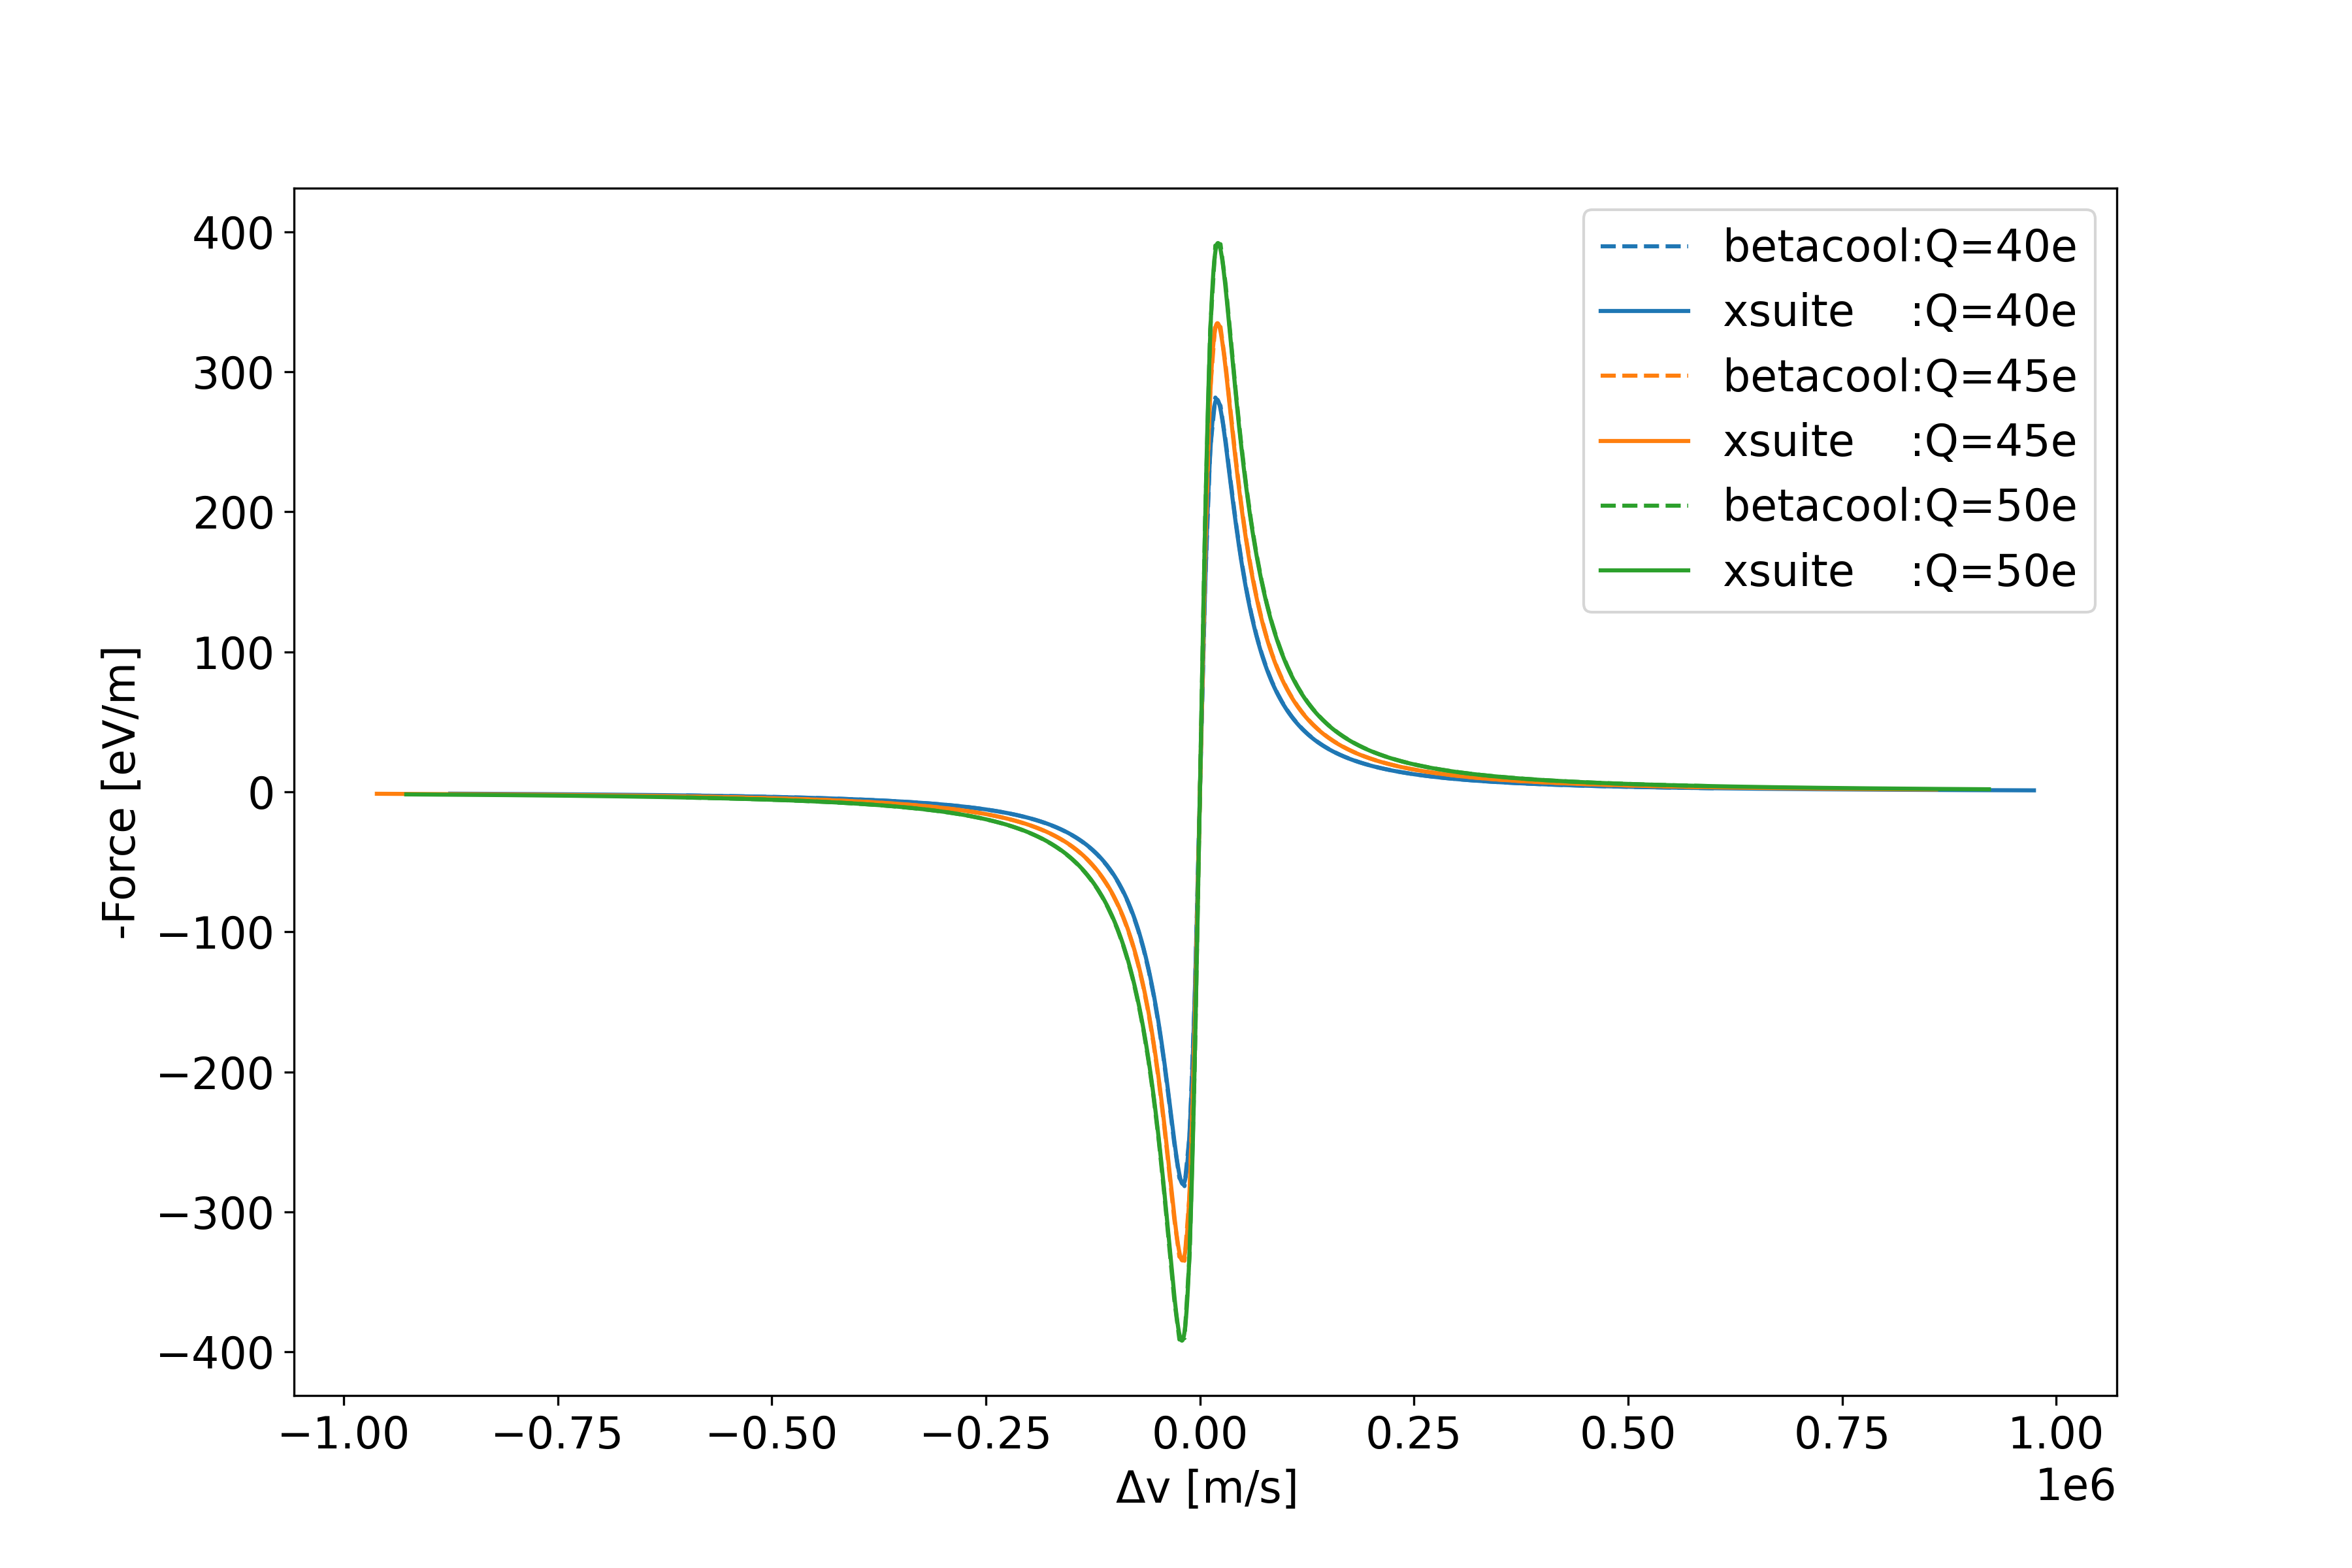 400
300
200
100
0
−100
−200
−300
−400
-Force [eV/m]
betacool:Q=40e
xsuite    :Q=40e
betacool:Q=45e
xsuite    :Q=45e
betacool:Q=50e
xsuite    :Q=50e
−1.00 −0.75 −0.50 −0.25 0.00 0.25 0.50 0.75 1.00
Δv [m/s]
1e6